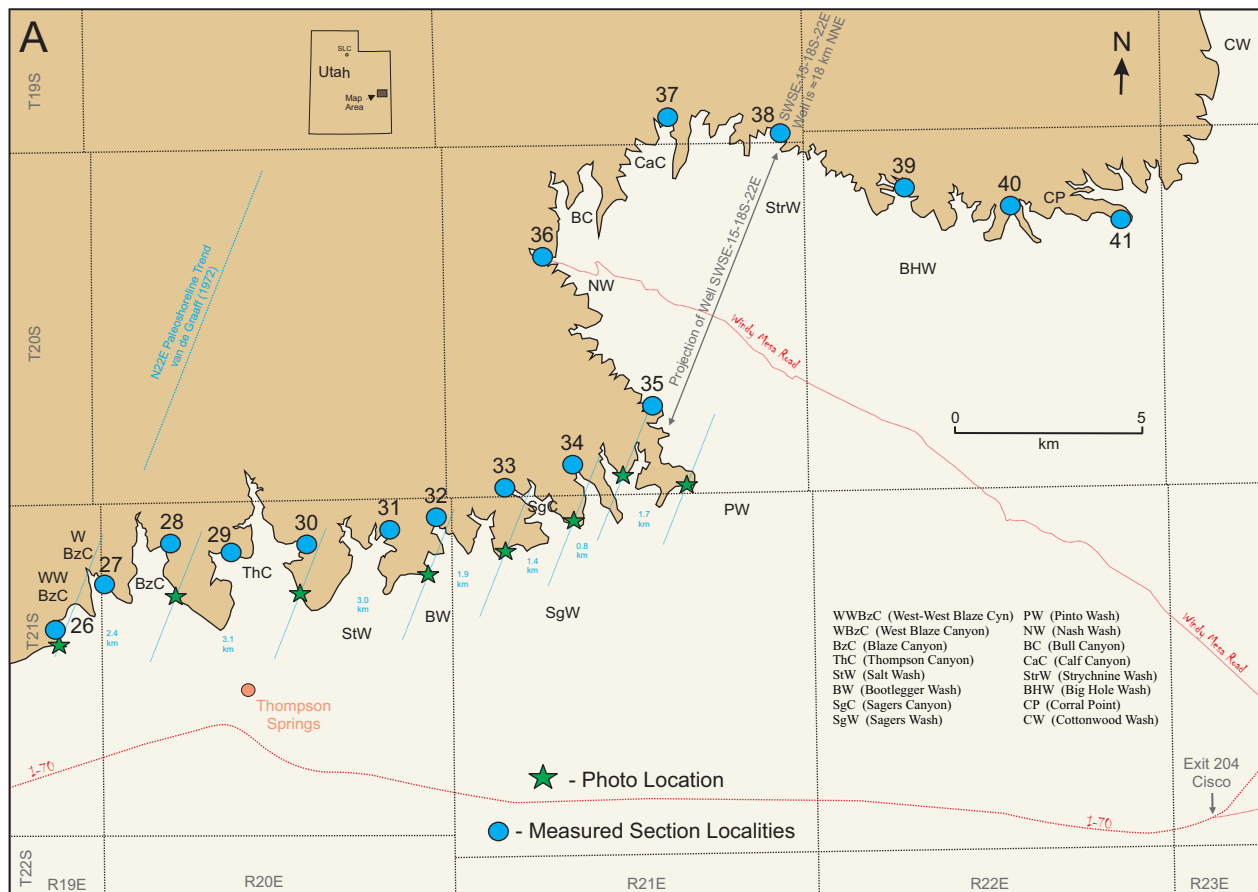 A
N
SLC
Utah
Map
Area
T19S
T20S
T21S
T22S
R19E
R20E
R21E
R22E
R23E
CW
37
38
SWSE-15-18S-22E
Well is ≈18 km NNE
CaC
39
40
CP
41
BC
StrW
BHW
36
NW
N22E Paleoshoreline Trend
van de Graaff (1972)
Projection of Well SWSE-15-18S-22E
Windy Mesa Road
35
0
5
km
34
33
SgC
1.7
km
PW
32
31
30
29
28
0.8
km
W
BzC
27
WW
BzC
BzC
ThC
1.4
km
1.9
km
3.0
km
BW
SgW
StW
26
2.4
km
3.1
km
WWBzC (West-West Blaze Cyn)
WBzC (West Blaze Canyon)
BzC (Blaze Canyon)
ThC (Thompson Canyon)
StW (Salt Wash)
BW (Bootlegger Wash)
SgC (Sagers Canyon)
SgW (Sagers Wash)
PW (Pinto Wash)
NW (Nash Wash)
BC (Bull Canyon)
CaC (Calf Canyon)
StrW (Strychnine Wash)
BHW (Big Hole Wash)
CP (Corral Point)
CW (Cottonwood Wash)
Windy Mesa Road
Thompson
Springs
I-70
- Photo Location
- Measured Section Localities
Exit 204
Cisco
I-70